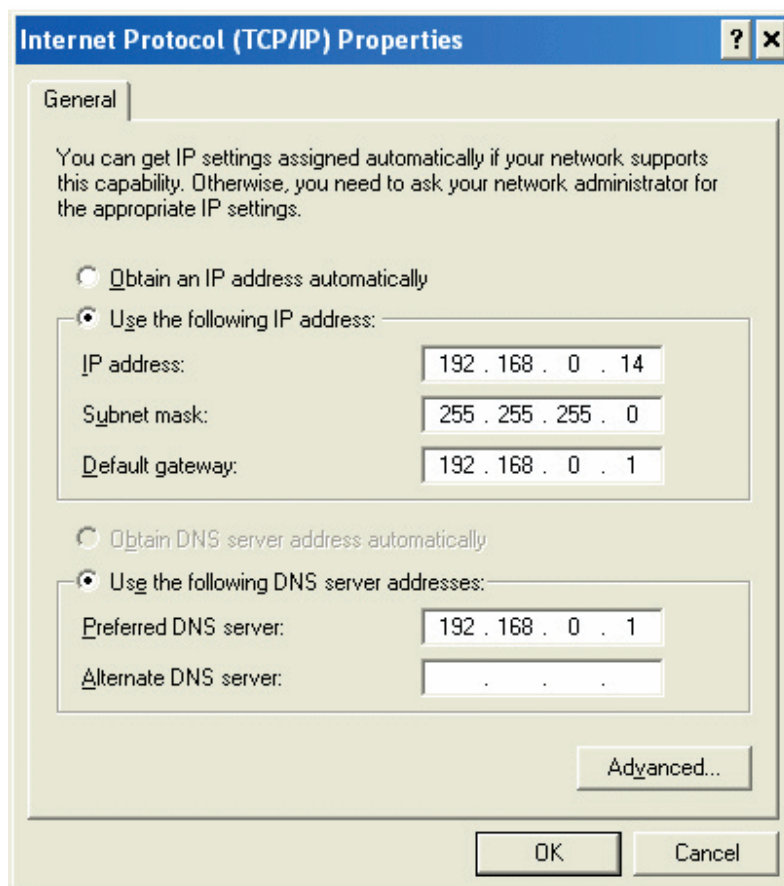 Internet Protocol (TCP/IP) Properties
General
You can get IP settings assigned automatically if your network supports
this capability. Otherwise, you need to ask your network administrator for
the appropriate IP settings.
Obtain an IP address automatically
Use the following IP address:
IP address: 192 . 168 . 0 . 14
Subnet mask: 255 . 255 . 255 . 0
Default gateway: 192 . 168 . 0 . 1
Obtain DNS server address automatically
Use the following DNS server addresses:
Preferred DNS server: 192 . 168 . 0 . 1
Alternate DNS server: . . .
Advanced...
OK Cancel